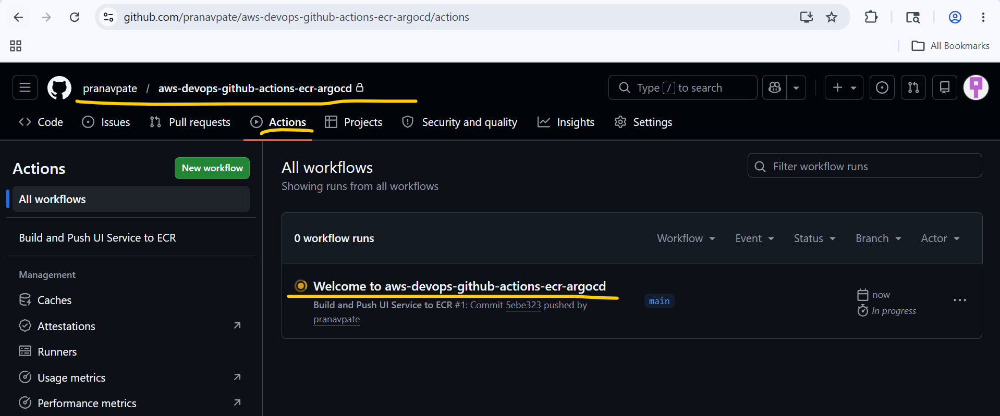 github.com/pranavpate/aws-devops-github-actions-ecr-argocd/actions
All Bookmarks
pranavpate / aws-devops-github-actions-ecr-argocd
Type / to search
Code
Issues
Pull requests
Actions
Projects
Security and quality
Insights
Settings
Actions
New workflow
All workflows
Build and Push UI Service to ECR
Management
Caches
Attestations
Runners
Usage metrics
Performance metrics
All workflows
Showing runs from all workflows
Filter workflow runs
0 workflow runs
Workflow
Event
Status
Branch
Actor
Welcome to aws-devops-github-actions-ecr-argocd
Build and Push UI Service to ECR #1: Commit 5ebe323 pushed by
pranavpate
main
now
In progress